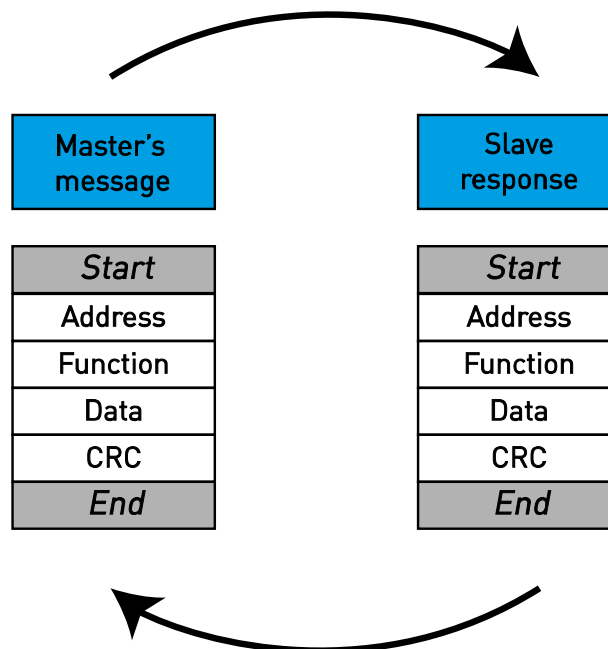 Master's
message
Start
Address
Function
Data
CRC
End
Slave
response
Start
Address
Function
Data
CRC
End